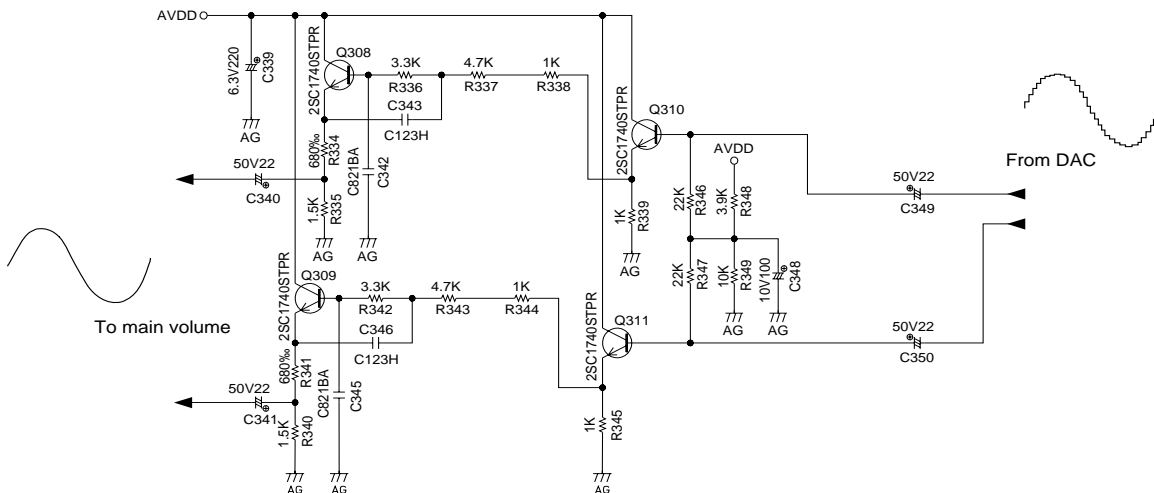 AVDD
6.3V220
C339
AG
2SC1740STPR
Q308
3.3K
R336
4.7K
R337
1K
R338
C343
C123H
680‰
R334
C821BA
C342
50V22
C340
1.5K
R335
AG
AG
2SC1740STPR
Q310
1K
R339
AG
22K
R346
AVDD
3.9K
R348
22K
R347
10K
R349
10V100
C348
AG
AG
50V22
C349
From DAC
50V22
C350
To main volume
2SC1740STPR
Q309
3.3K
R342
4.7K
R343
1K
R344
C346
C123H
680‰
R341
C821BA
C345
50V22
C341
1.5K
R340
AG
AG
2SC1740STPR
Q311
1K
R345
AG